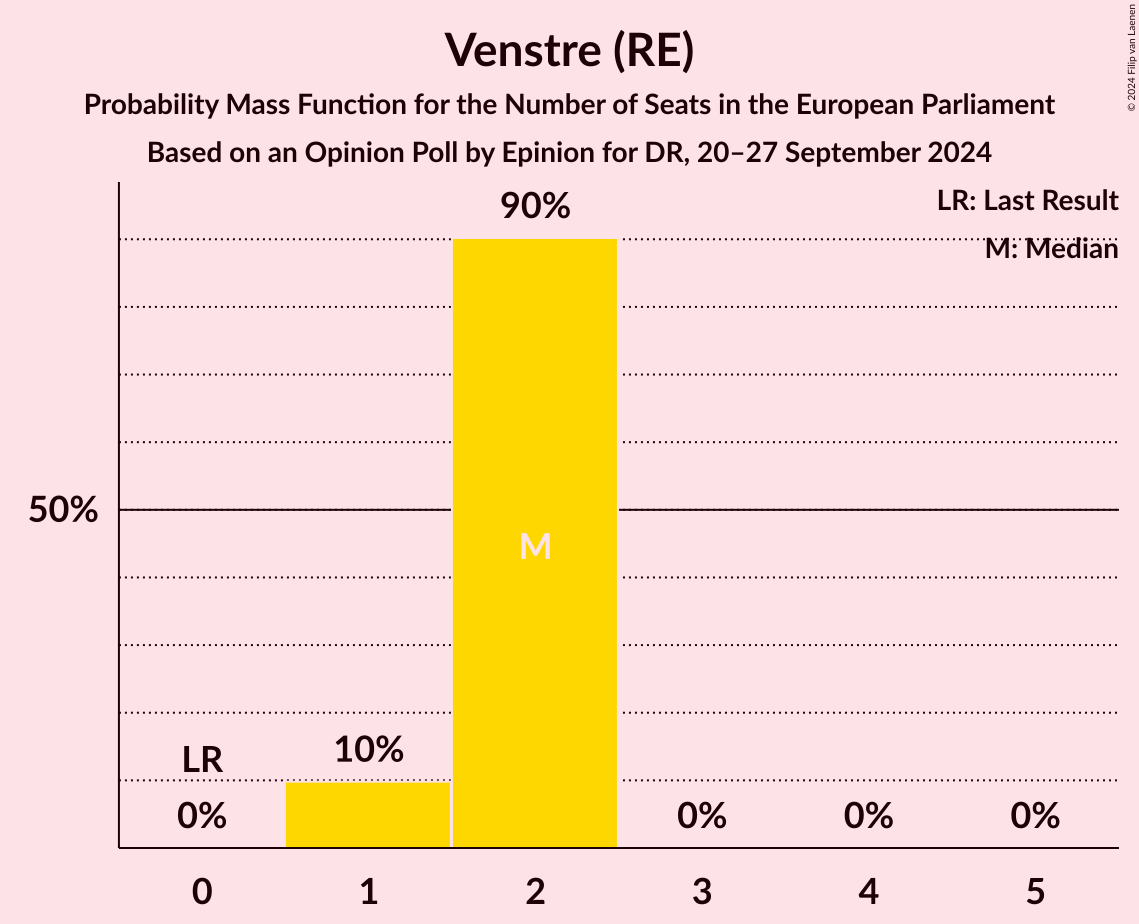 Venstre (RE)
Probability Mass Function for the Number of Seats in the European Parliament
Based on an Opinion Poll by Epinion for DR, 20–27 September 2024
© 2024 Filip van Laenen
LR: Last Result
M: Median
90%
50%
M
LR
10%
0%
0%
0%
0%
0
1
2
3
4
5